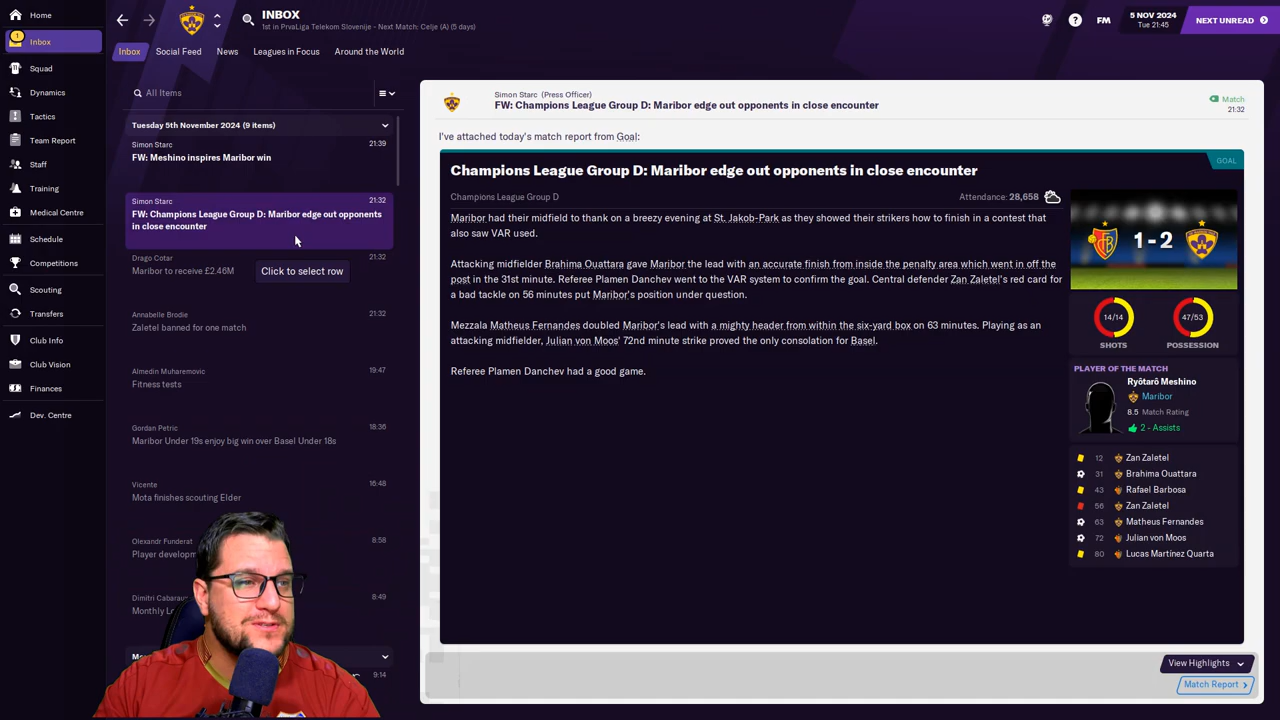 Home
Inbox
1
Squad
Dynamics
Tactics
Team Report
Staff
Training
Medical Centre
Schedule
Competitions
Scouting
Transfers
Club Info
Club Vision
Finances
Dev. Centre
INBOX
1st in PrvaLiga Telekom Slovenije - Next Match: Celje (A) (5 days)
?
FM
5 NOV 2024
Tue 21:45
NEXT UNREAD
Inbox
Social Feed
News
Leagues in Focus
Around the World
All Items
Tuesday 5th November 2024 (9 items)
Simon Starc
21:39
FW: Meshino inspires Maribor win
Simon Starc
21:32
FW: Champions League Group D: Maribor edge out opponents
in close encounter
Drago Cotar
21:32
Maribor to receive £2.46M
Click to select row
Annabelle Brodie
21:32
Zaletel banned for one match
Almedin Muharemovic
19:47
Fitness tests
Gordan Petric
18:36
Maribor Under 19s enjoy big win over Basel Under 18s
Vicente
16:48
Mota finishes scouting Elder
Olexandr Funderat
8:58
Player developm
Dimitri Cabarau
8:49
Monthly
9:14
Simon Starc (Press Officer)
FW: Champions League Group D: Maribor edge out opponents in close encounter
Match
21:32
I've attached today's match report from Goal:
GOAL
Champions League Group D: Maribor edge out opponents in close encounter
Champions League Group D
Attendance: 28,658
Maribor had their midfield to thank on a breezy evening at St. Jakob-Park as they showed their strikers how to finish in a contest that
also saw VAR used.
Attacking midfielder Brahima Ouattara gave Maribor the lead with an accurate finish from inside the penalty area which went in off the
post in the 31st minute. Referee Plamen Danchev went to the VAR system to confirm the goal. Central defender Zan Zaletel's red card for
a bad tackle on 56 minutes put Maribor's position under question.
Mezzala Matheus Fernandes doubled Maribor's lead with a mighty header from within the six-yard box on 63 minutes. Playing as an
attacking midfielder, Julian von Moos' 72nd minute strike proved the only consolation for Basel.
Referee Plamen Danchev had a good game.
1-2
14/14
47/53
SHOTS
POSSESSION
PLAYER OF THE MATCH
Ryōtarō Meshino
Maribor
8.5 Match Rating
2 - Assists
12 Zan Zaletel
31 Brahima Ouattara
43 Rafael Barbosa
56 Zan Zaletel
63 Matheus Fernandes
72 Julian von Moos
80 Lucas Martínez Quarta
View Highlights
Match Report